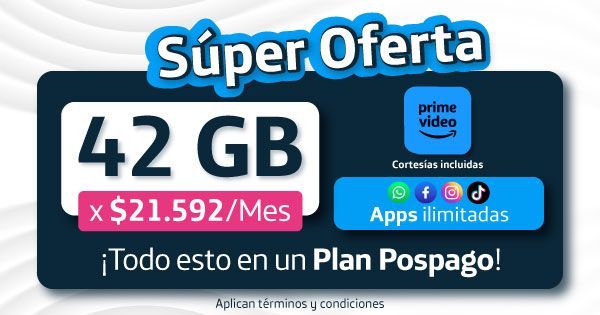 Súper Oferta
42 GB
x $21.592/Mes
prime
video
Cortesías incluidas
Apps ilimitadas
¡Todo esto en un Plan Pospago!
Aplican términos y condiciones